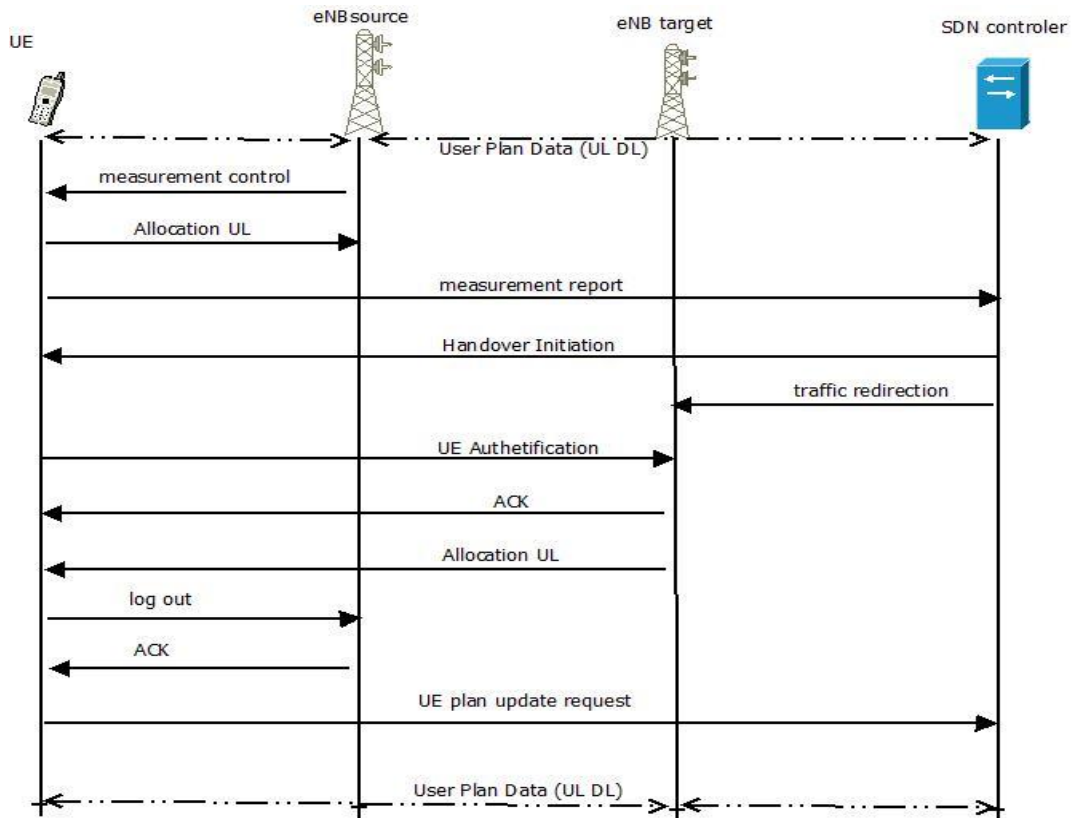 eNBsource
eNB target
SDN controler
UE
User Plan Data (UL DL)
measurement control
Allocation UL
measurement report
Handover Initiation
traffic redirection
UE Authetification
ACK
Allocation UL
log out
ACK
UE plan update request
User Plan Data (UL DL)